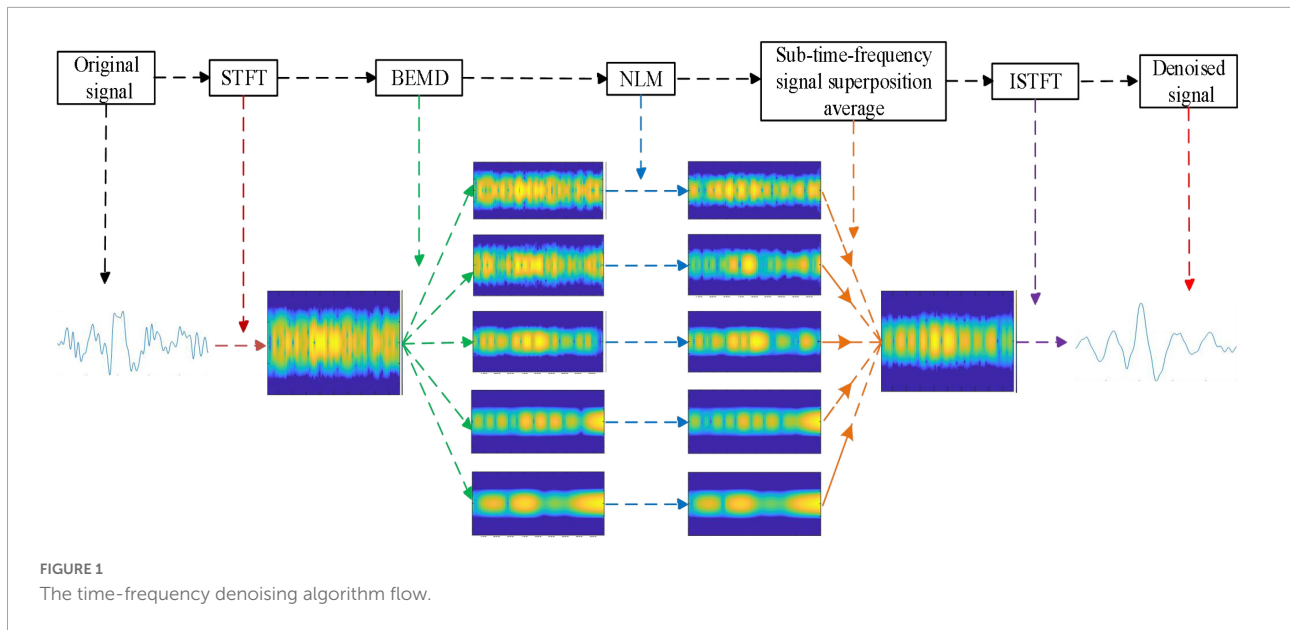 Original
signal
STFT
BEMD
NLM
Sub-time-frequency
signal superposition
average
ISTFT
Denoised
signal
FIGURE 1
The time-frequency denoising algorithm flow.